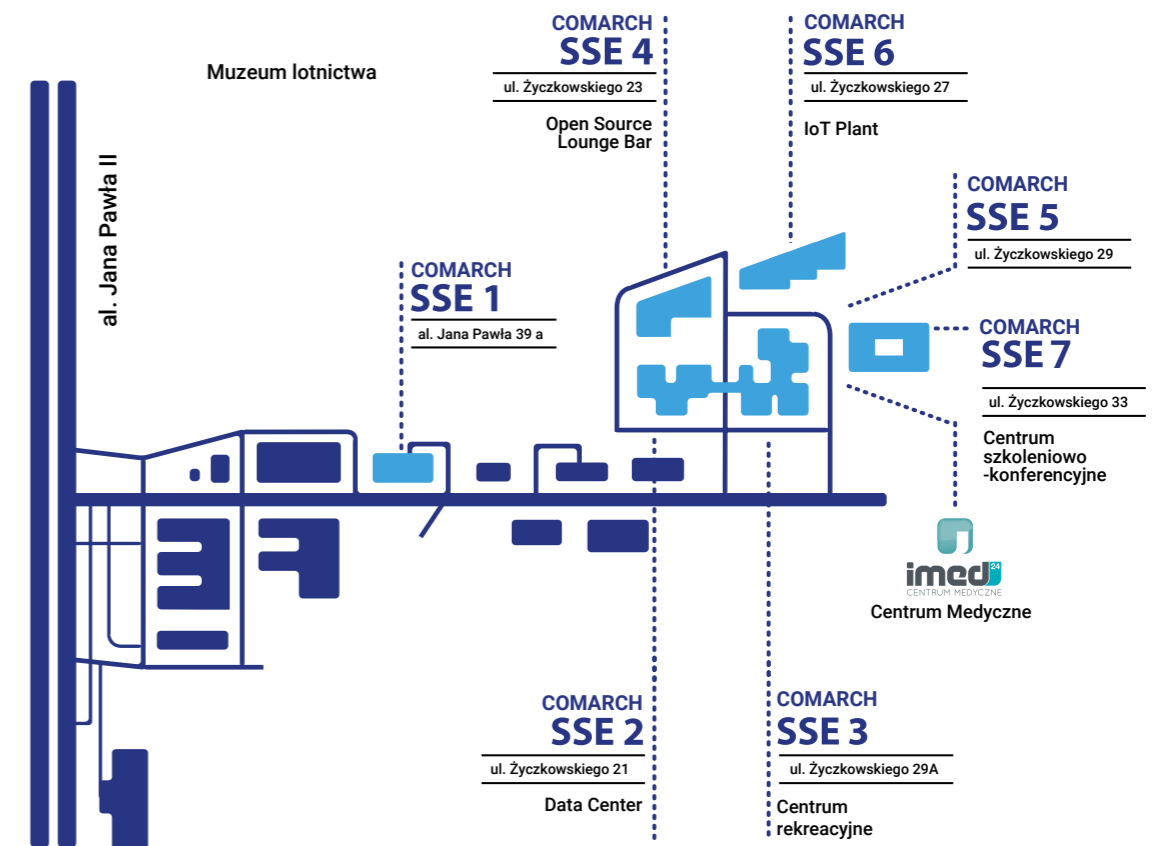 COMARCH
SSE 4
ul. Życzkowskiego 23
Open Source
Lounge Bar
COMARCH
SSE 6
ul. Życzkowskiego 27
IoT Plant
Muzeum lotnictwa
al. Jana Pawła II
COMARCH
SSE 5
ul. Życzkowskiego 29
COMARCH
SSE 1
al. Jana Pawła 39 a
COMARCH
SSE 7
ul. Życzkowskiego 33
Centrum
szkoleniowo
-konferencyjne
imed24
CENTRUM MEDYCZNE
Centrum Medyczne
COMARCH
SSE 2
ul. Życzkowskiego 21
Data Center
COMARCH
SSE 3
ul. Życzkowskiego 29A
Centrum
rekreacyjne